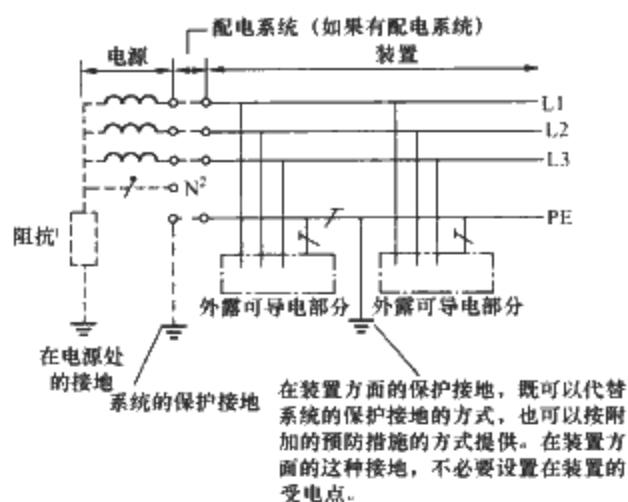 配电系统（如果有配电系统）
电源
装置
L1
L2
L3
N²
PE
阻抗¹
外露可导电部分
外露可导电部分
在电源处
的接地
系统的保护接地
在装置方面的保护接地，既可以代替
系统的保护接地的方式，也可以按附
加的预防措施的方式提供。在装置方
面的这种接地，不必要设置在装置的
受电点。